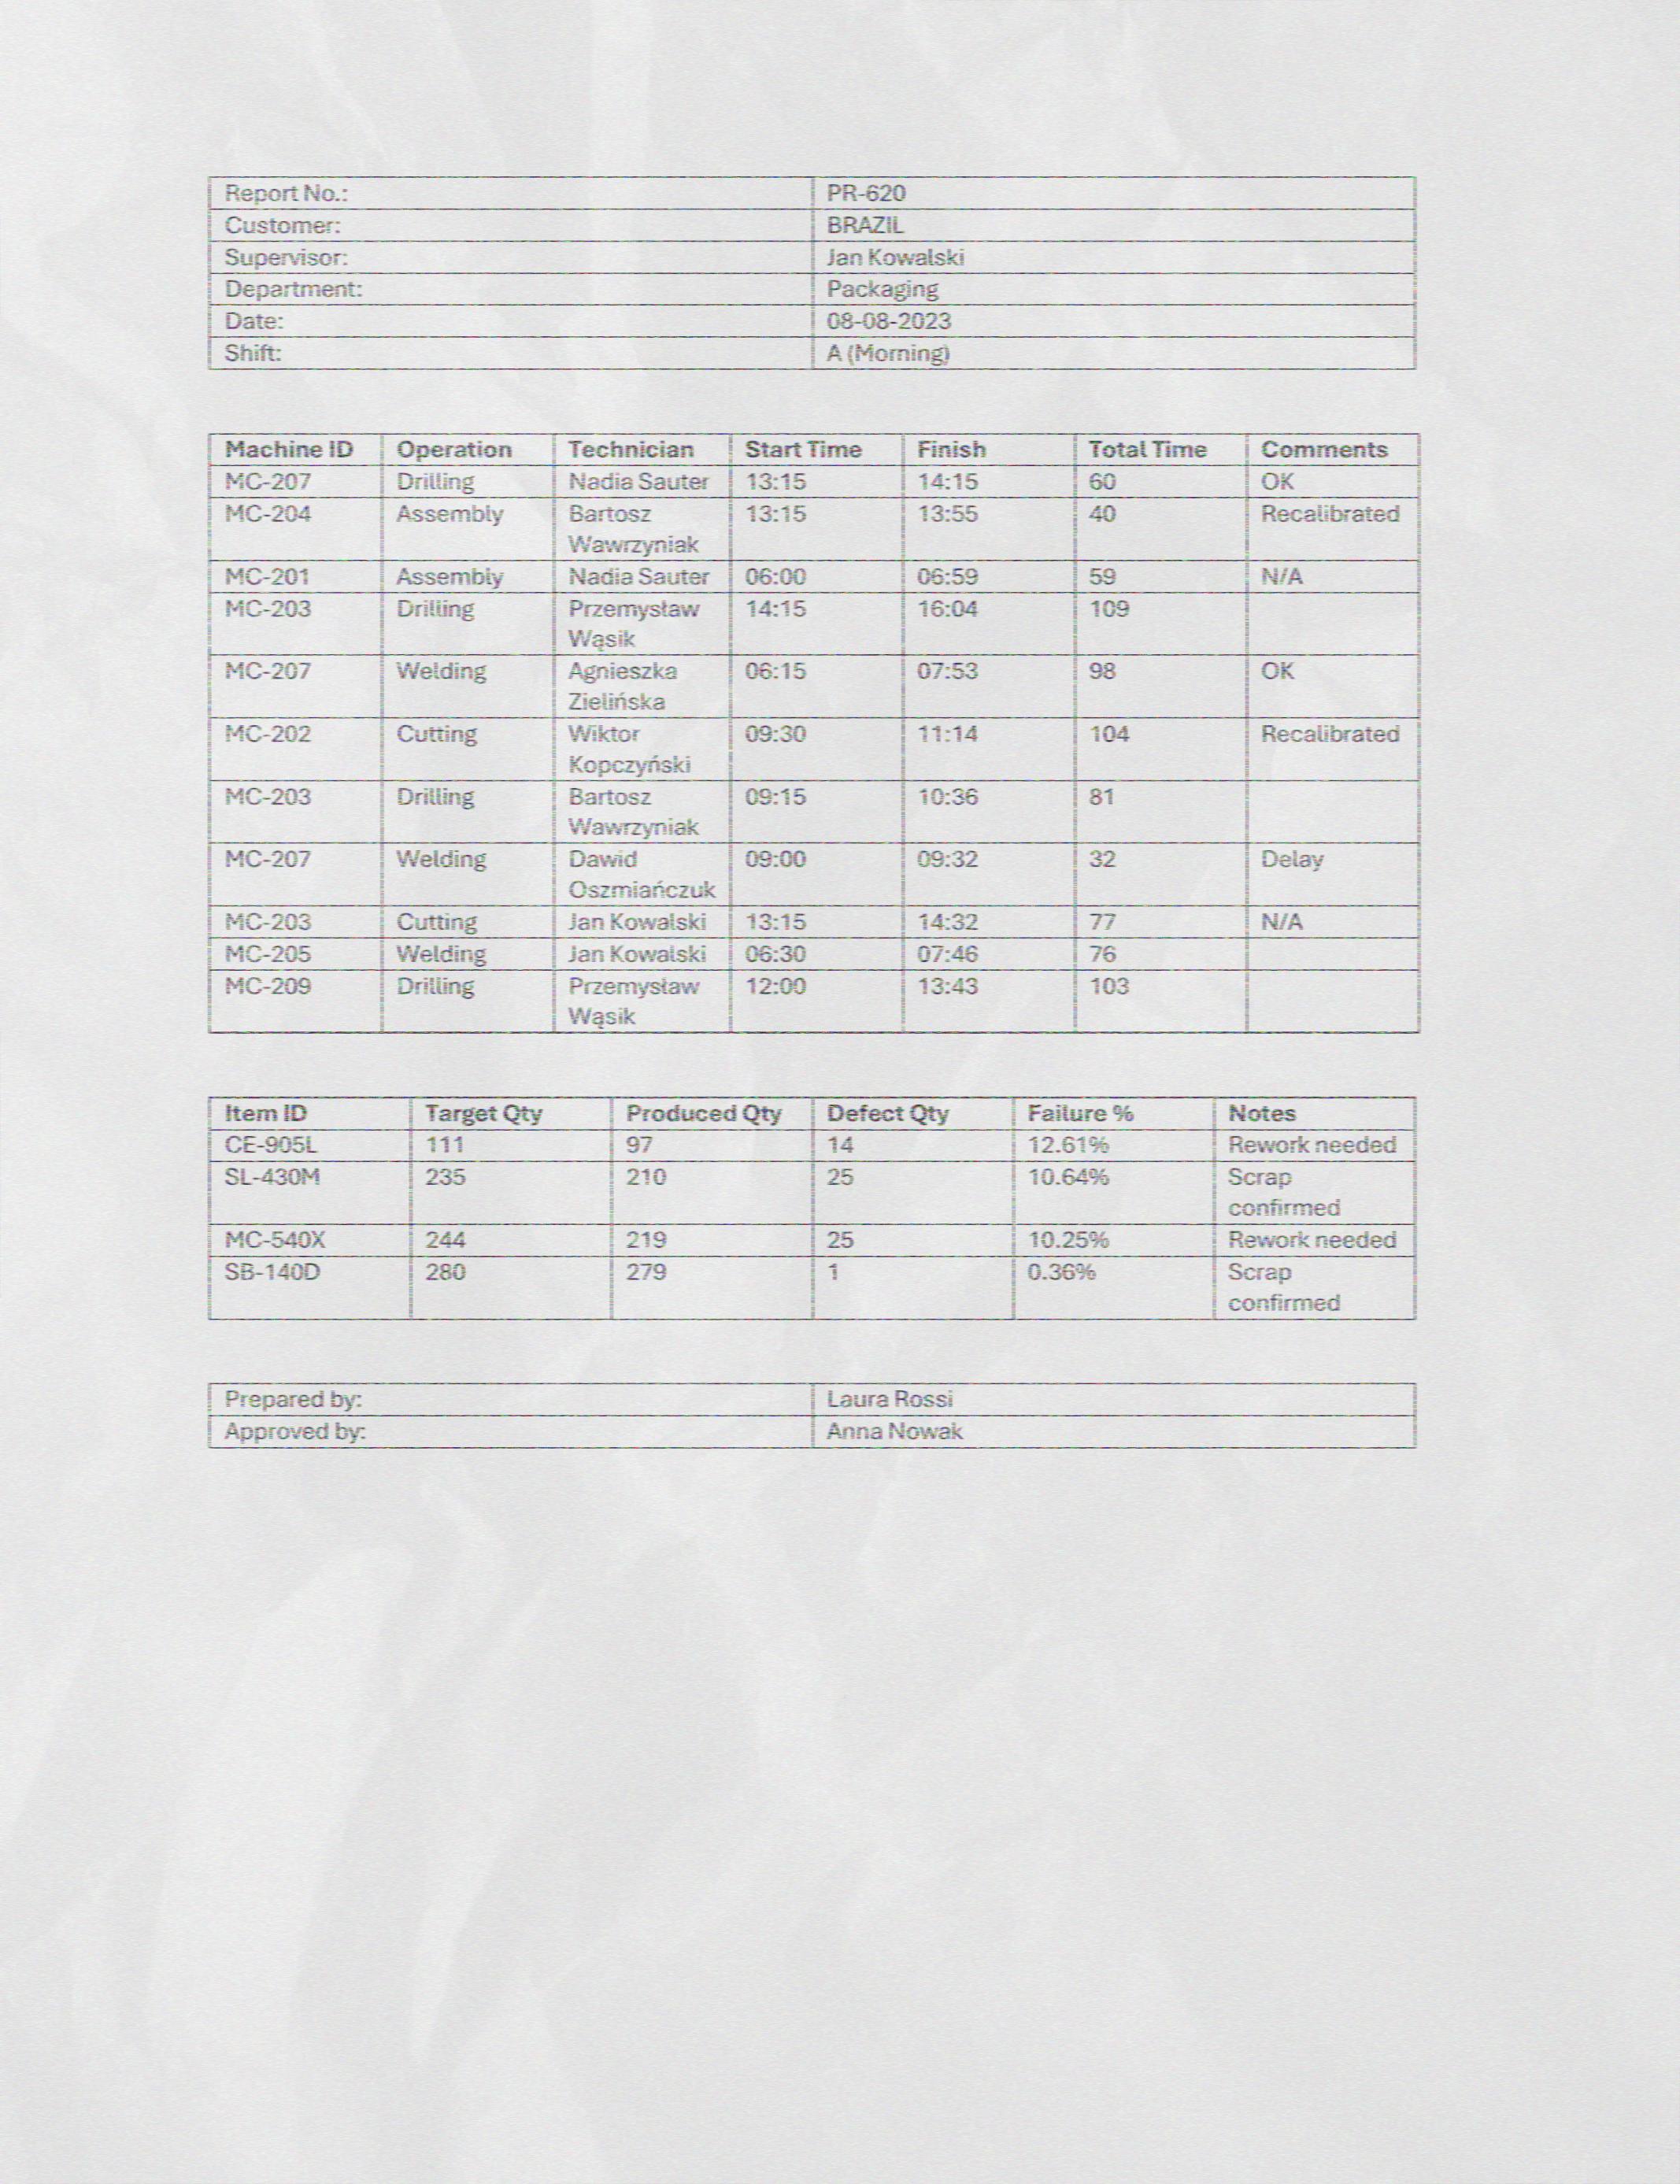 Report No.: PR-620
Customer: BRAZIL
Supervisor: Jan Kowalski
Department: Packaging
Date: 08-08-2023
Shift: A (Morning)
Machine ID Operation Technician Start Time Finish Total Time Comments
MC-207 Drilling Nadia Sauter 13:15 14:15 60 OK
MC-204 Assembly Bartosz 13:15 13:55 40 Recalibrated
Wawrzyniak
MC-201 Assembly Nadia Sauter 06:00 06:59 59 N/A
MC-203 Drilling Przemysław 14:15 16:04 109
Wąsik
MC-207 Welding Agnieszka 06:15 07:53 98 OK
Zielińska
MC-202 Cutting Wiktor 09:30 11:14 104 Recalibrated
Kopczyński
MC-203 Drilling Bartosz 09:15 10:36 81
Wawrzyniak
MC-207 Welding Dawid 09:00 09:32 32 Delay
Oszmiańczuk
MC-203 Cutting Jan Kowalski 13:15 14:32 77 N/A
MC-205 Welding Jan Kowalski 06:30 07:46 76
MC-209 Drilling Przemysław 12:00 13:43 103
Wąsik
Item ID Target Qty Produced Qty Defect Qty Failure % Notes
CE-905L 111 97 14 12.61% Rework needed
SL-430M 235 210 25 10.64% Scrap
confirmed
MC-540X 244 219 25 10.25% Rework needed
SB-140D 280 279 1 0.36% Scrap
confirmed
Prepared by: Laura Rossi
Approved by: Anna Nowak